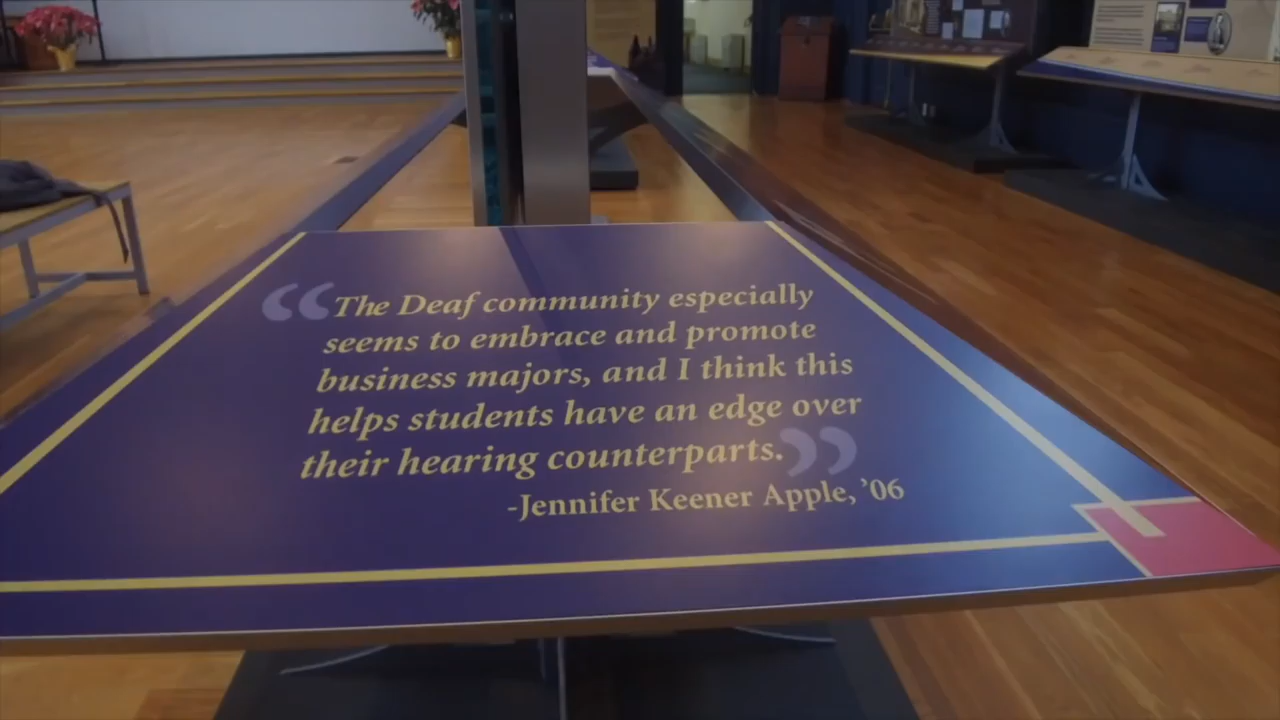 “The Deaf community especially
seems to embrace and promote
business majors, and I think this
helps students have an edge over
their hearing counterparts.”
-Jennifer Keener Apple, ’06